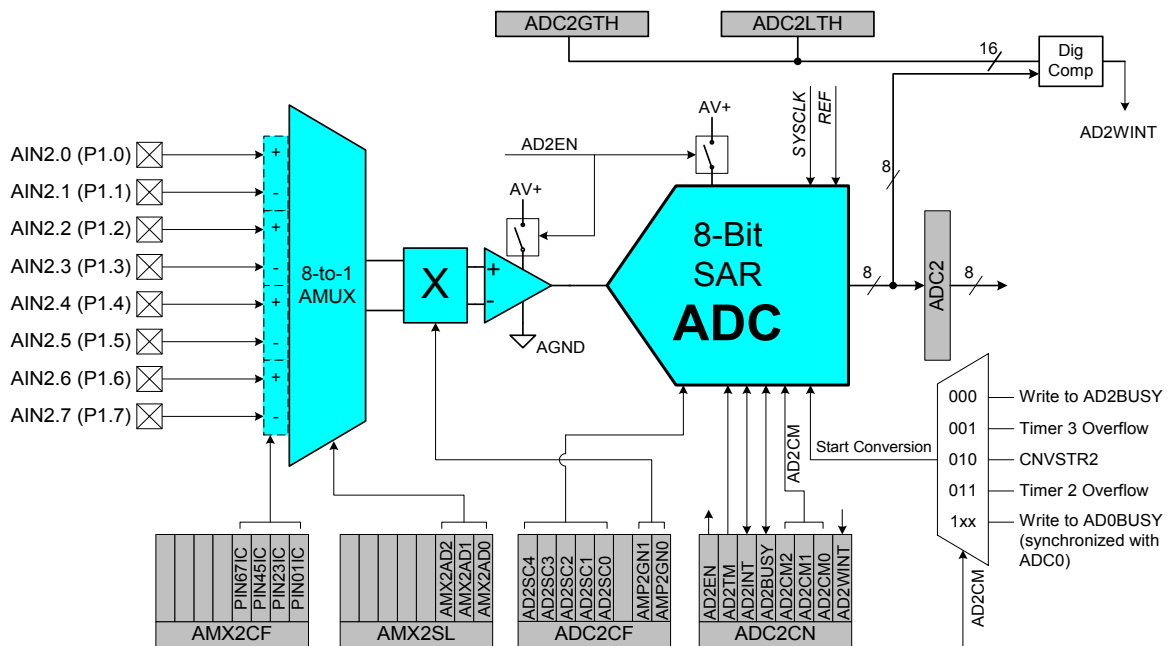 ADC2GTH
ADC2LTH
16
Dig
Comp
AD2WINT
8
AV+
SYSCLK
REF
AD2EN
AV+
AIN2.0 (P1.0)
AIN2.1 (P1.1)
AIN2.2 (P1.2)
AIN2.3 (P1.3)
AIN2.4 (P1.4)
AIN2.5 (P1.5)
AIN2.6 (P1.6)
AIN2.7 (P1.7)
+
-
+
-
+
-
+
-
8-to-1
AMUX
X
+
-
AGND
8-Bit
SAR
ADC
8
ADC2
8
000
001
010
011
1xx
Write to AD2BUSY
Timer 3 Overflow
CNVSTR2
Timer 2 Overflow
Write to AD0BUSY
(synchronized with
ADC0)
Start Conversion
AD2CM
AD2CM
PIN67IC
PIN45IC
PIN23IC
PIN01IC
AMX2CF
AMX2AD2
AMX2AD1
AMX2AD0
AMX2SL
AD2SC4
AD2SC3
AD2SC2
AD2SC1
AD2SC0
AMP2GN1
AMP2GN0
ADC2CF
AD2EN
AD2TM
AD2INT
AD2BUSY
AD2CM2
AD2CM1
AD2CM0
AD2WINT
ADC2CN